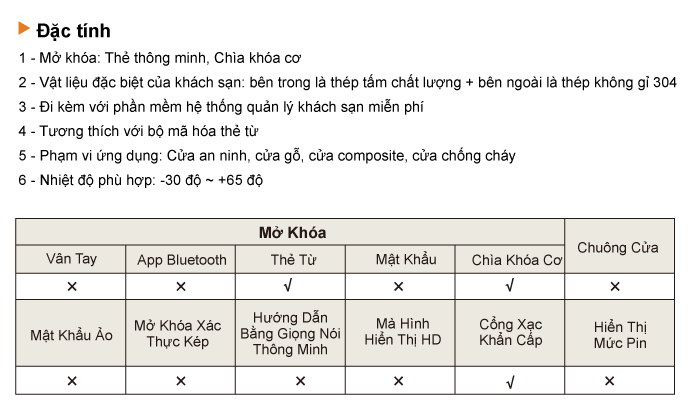 Đặc tính
1 - Mở khóa: Thẻ thông minh, Chìa khóa cơ
2 - Vật liệu đặc biệt của khách sạn: bên trong là thép tấm chất lượng + bên ngoài là thép không gỉ 304
3 - Đi kèm với phần mềm hệ thống quản lý khách sạn miễn phí
4 - Tương thích với bộ mã hóa thẻ từ
5 - Phạm vi ứng dụng: Cửa an ninh, cửa gỗ, cửa composite, cửa chống cháy
6 - Nhiệt độ phù hợp: -30 độ ~ +65 độ
Mở Khóa
Chuông Cửa
Vân Tay App Bluetooth Thẻ Từ Mật Khẩu Chìa Khóa Cơ
× × √ × √ ×
Mật Khẩu Ảo
Mở Khóa Xác
Thực Kép
Hướng Dẫn
Bằng Giọng Nói
Thông Minh
Mà Hình
Hiển Thị HD
Cổng Xạc
Khẩn Cấp
Hiển Thị
Mức Pin
× × × × √ ×